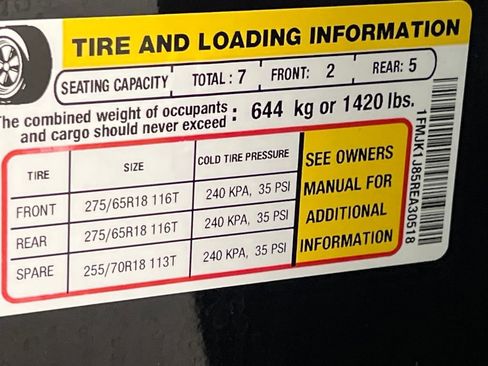 TIRE AND LOADING INFORMATION
SEATING CAPACITY TOTAL: 7 FRONT: 2 REAR: 5
The combined weight of occupants
and cargo should never exceed : 644 kg or 1420 lbs.
TIRE SIZE COLD TIRE PRESSURE
FRONT 275/65R18 116T 240 KPA, 35 PSI
REAR 275/65R18 116T 240 KPA, 35 PSI
SPARE 255/70R18 113T 240 KPA, 35 PSI
SEE OWNERS
MANUAL FOR
ADDITIONAL
INFORMATION
1FMJK1J85REA30518